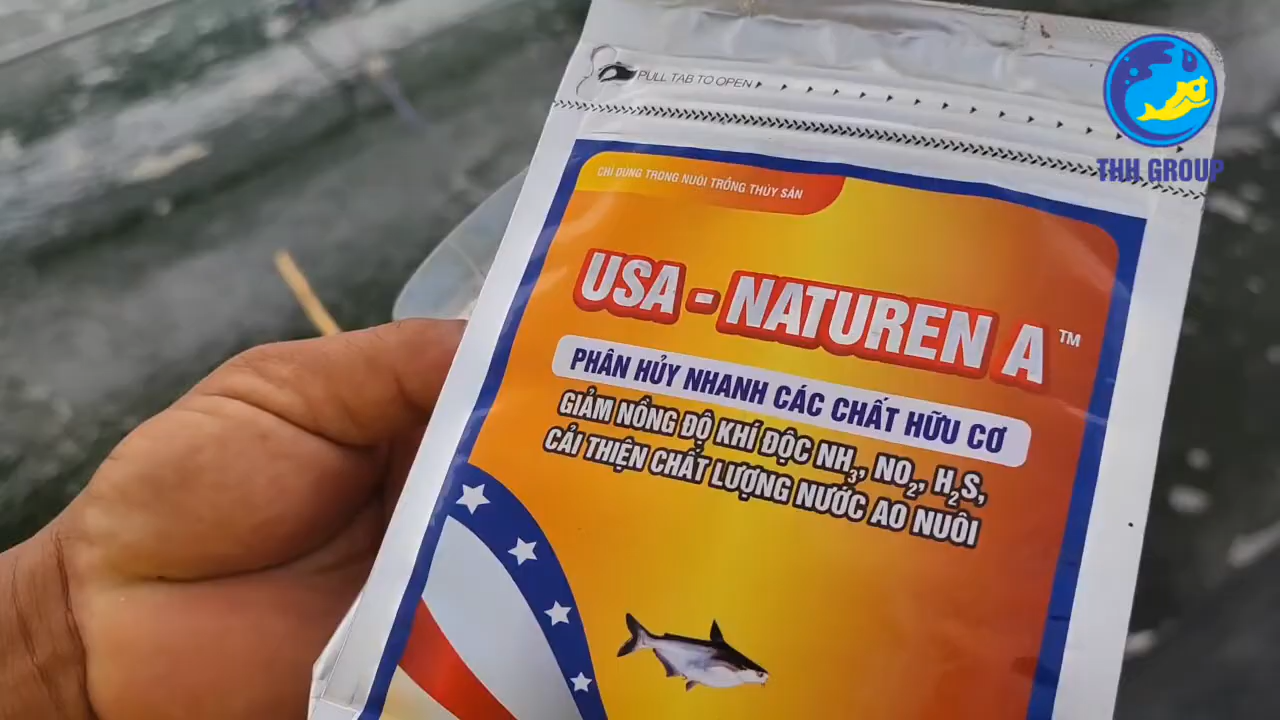 PULL TAB TO OPEN
THH GROUP
CHỈ DÙNG TRONG NUÔI TRỒNG THỦY SẢN
USA - NATUREN A™
PHÂN HỦY NHANH CÁC CHẤT HỮU CƠ
GIẢM NỒNG ĐỘ KHÍ ĐỘC NH₃, NO₂, H₂S,
CẢI THIỆN CHẤT LƯỢNG NƯỚC AO NUÔI